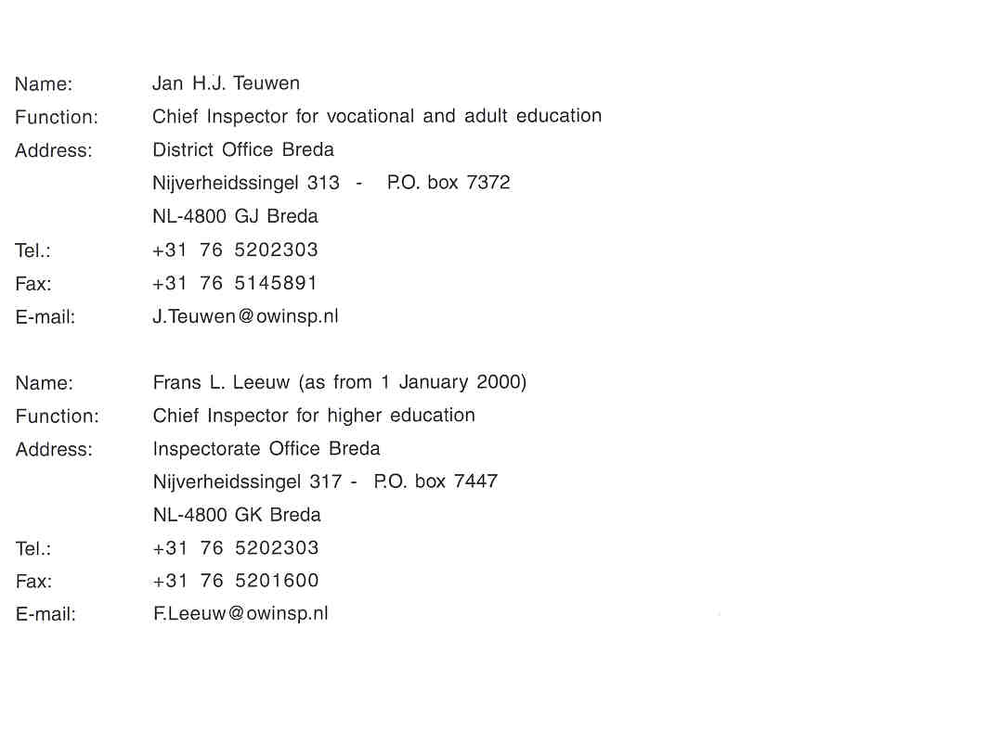 Name: Jan H.J. Teuwen
Function: Chief Inspector for vocational and adult education
Address: District Office Breda
Nijverheidssingel 313 - P.O. box 7372
NL-4800 GJ Breda
Tel.: +31 76 5202303
Fax: +31 76 5145891
E-mail: J.Teuwen@owinsp.nl
Name: Frans L. Leeuw (as from 1 January 2000)
Function: Chief Inspector for higher education
Address: Inspectorate Office Breda
Nijverheidssingel 317 - P.O. box 7447
NL-4800 GK Breda
Tel.: +31 76 5202303
Fax: +31 76 5201600
E-mail: F.Leeuw@owinsp.nl